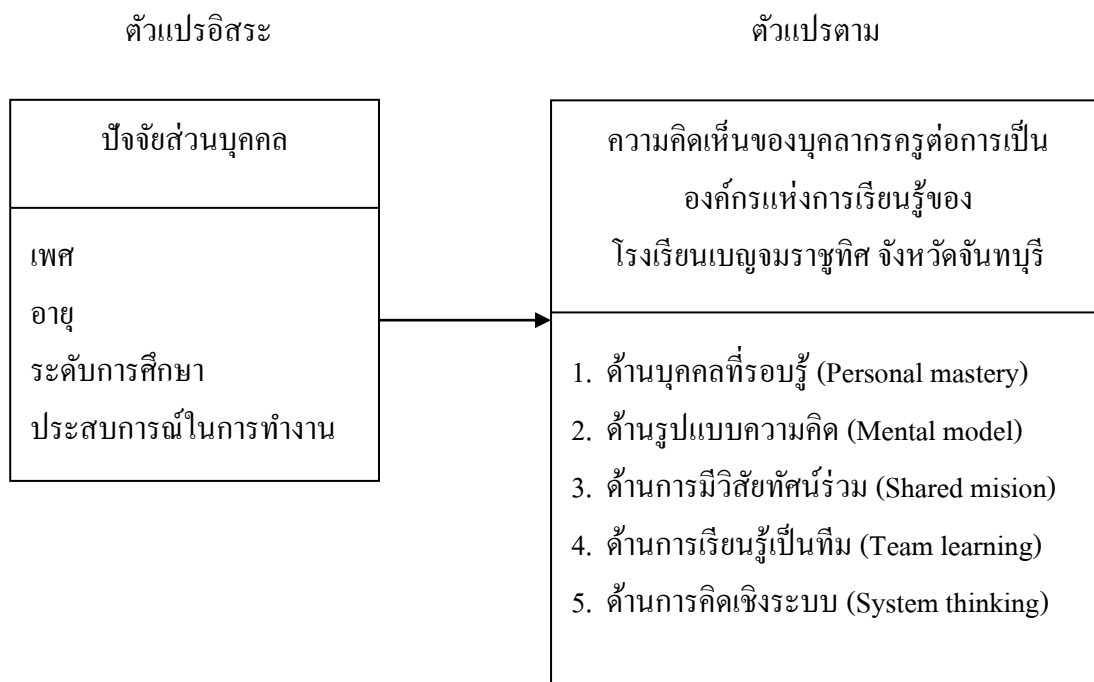 ตัวแปรอิสระ
ตัวแปรตาม
ปัจจัยส่วนบุคคล
เพศ
อายุ
ระดับการศึกษา
ประสบการณ์ในการทำงาน
ความคิดเห็นของบุคลากรครูต่อการเป็น
องค์กรแห่งการเรียนรู้ของ
โรงเรียนเบญจมราชูทิศ จังหวัดจันทบุรี
1. ด้านบุคคลที่รอบรู้ (Personal mastery)
2. ด้านรูปแบบความคิด (Mental model)
3. ด้านการมีวิสัยทัศน์ร่วม (Shared mision)
4. ด้านการเรียนรู้เป็นทีม (Team learning)
5. ด้านการคิดเชิงระบบ (System thinking)